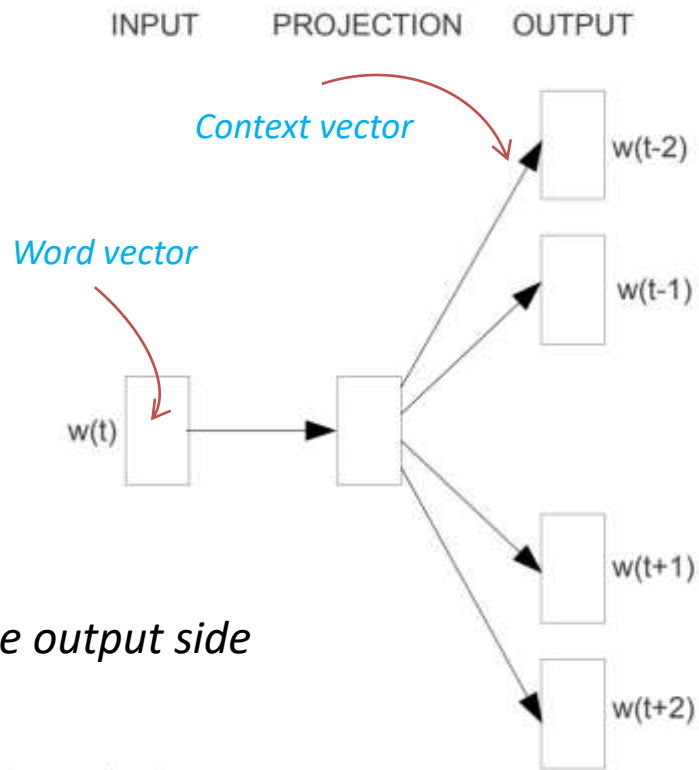 INPUT PROJECTION OUTPUT
Context vector
w(t-2)
Word vector
w(t-1)
w(t)
w(t+1)
output side
w(t+2)